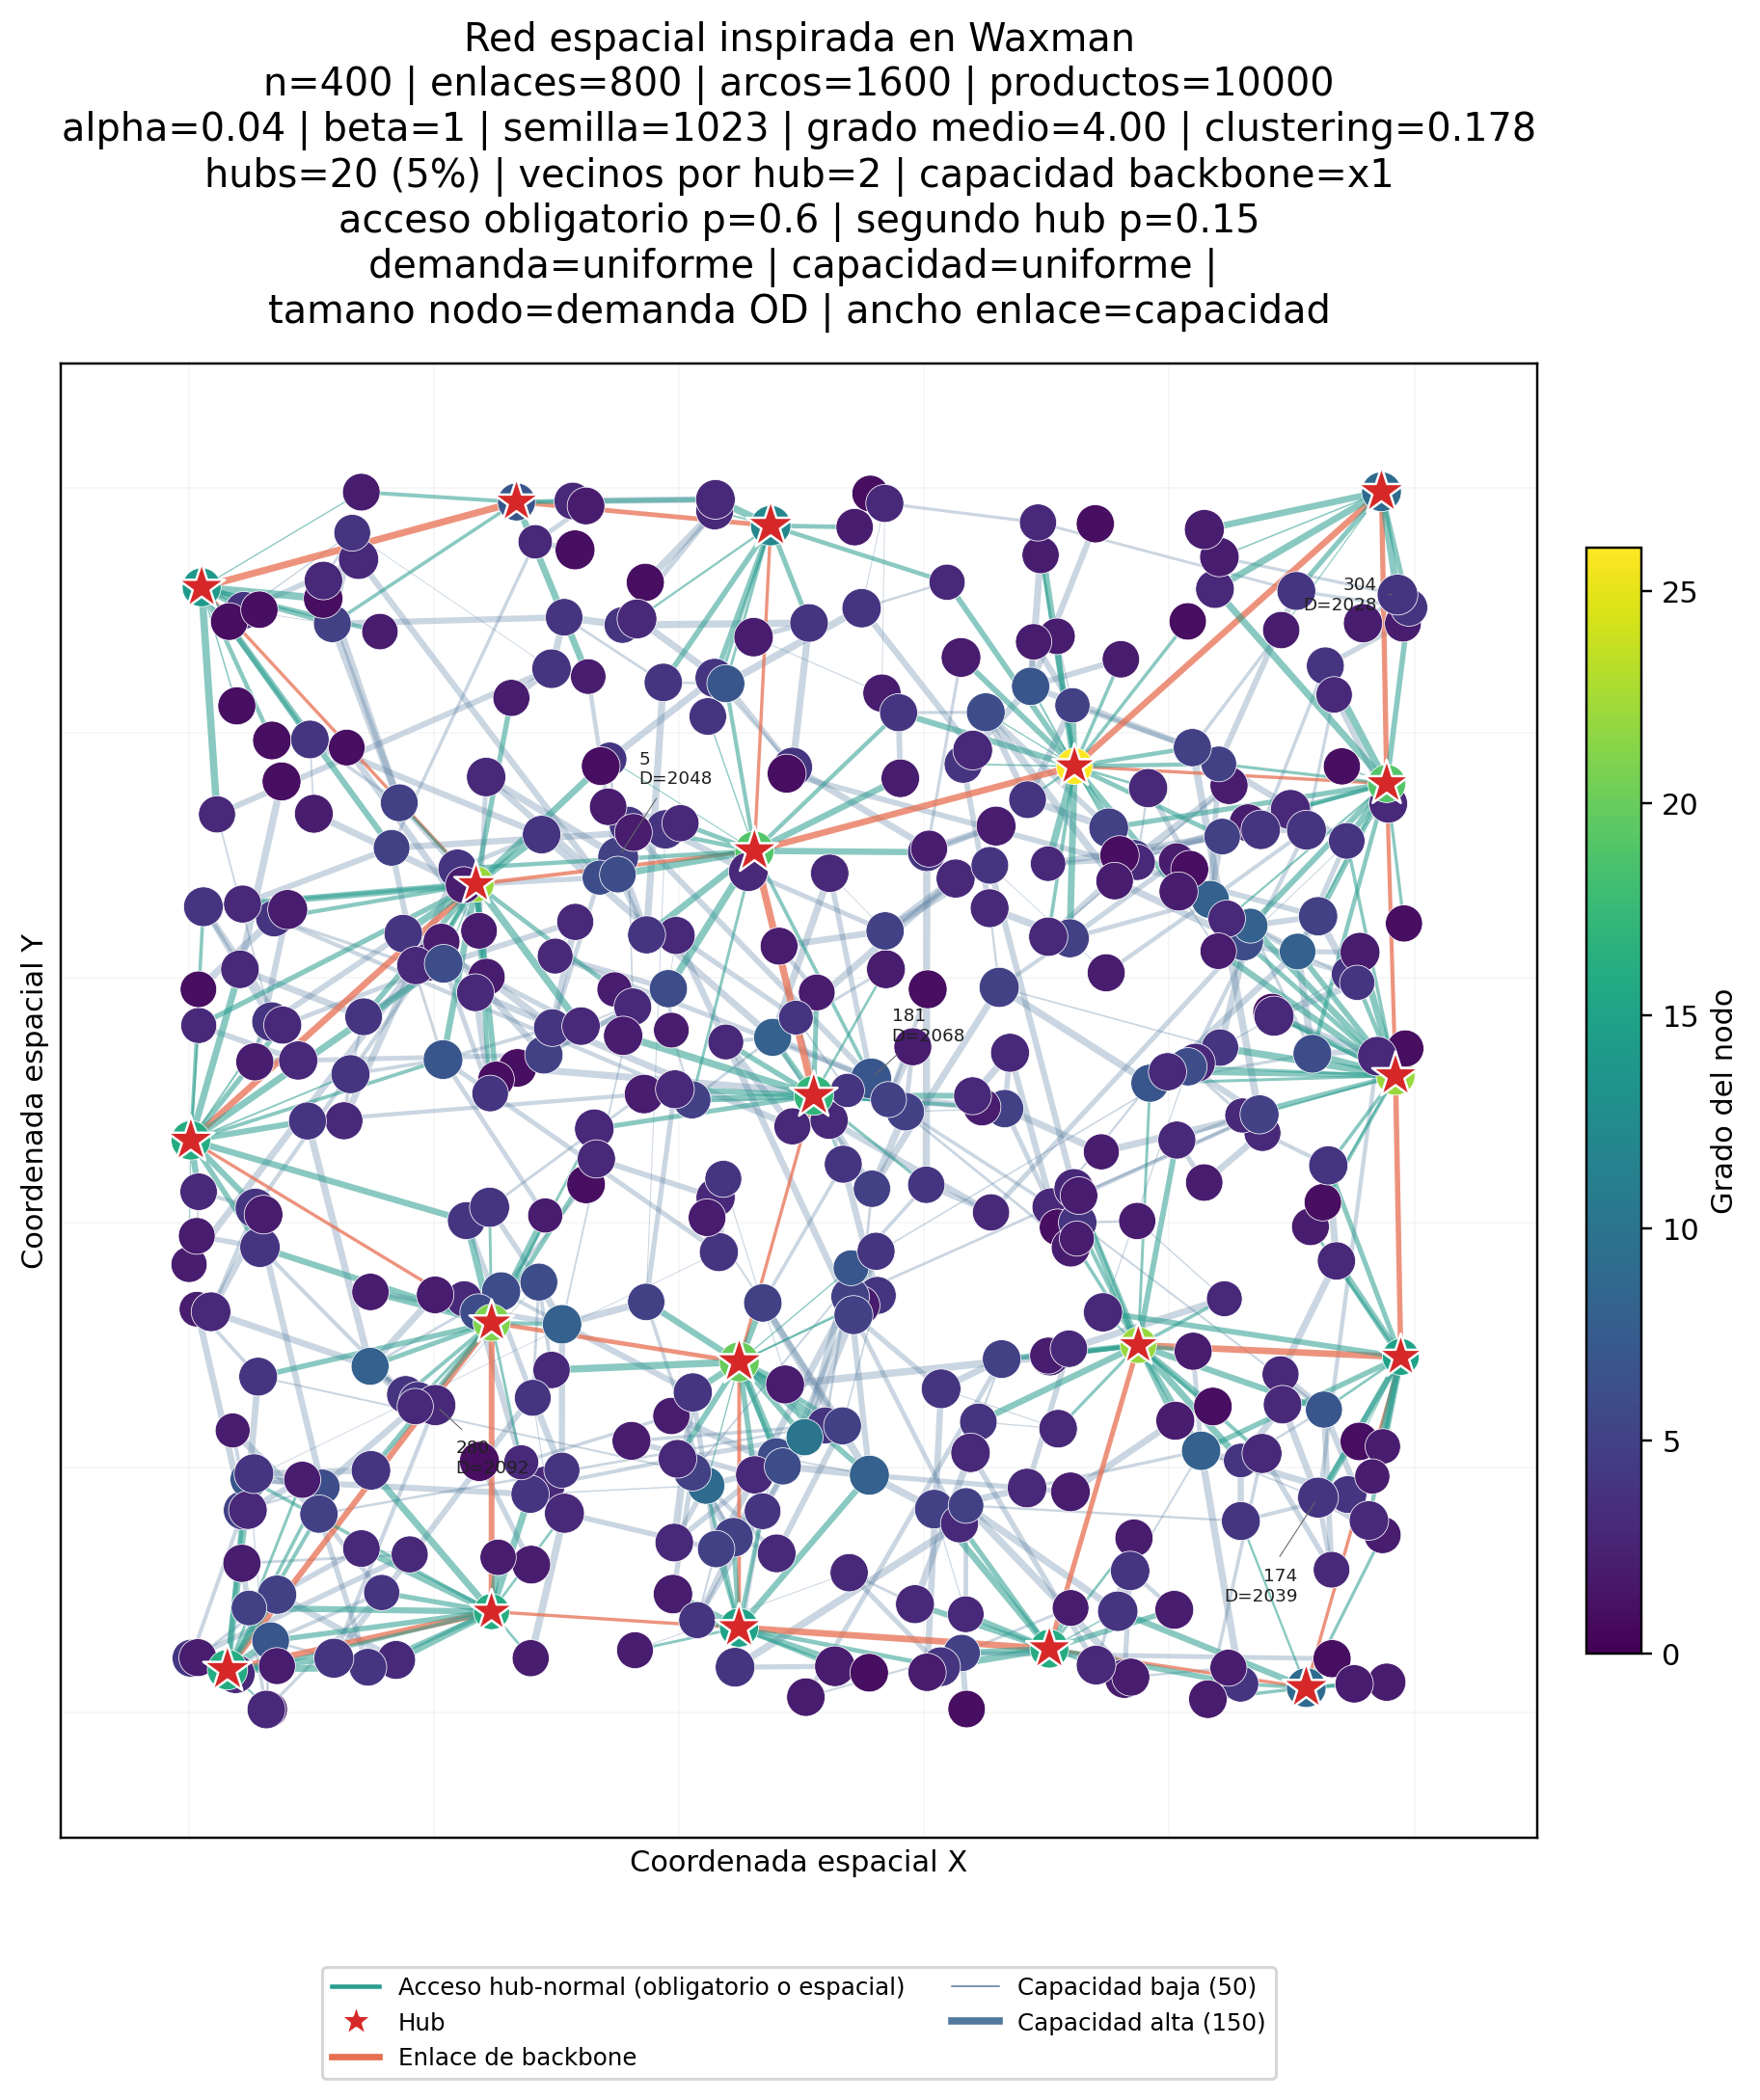 Red espacial inspirada en Waxman
n=400 | enlaces=800 | arcos=1600 | productos=10000
alpha=0.04 | beta=1 | semilla=1023 | grado medio=4.00 | clustering=0.178
hubs=20 (5%) | vecinos por hub=2 | capacidad backbone=x1
acceso obligatorio p=0.6 | segundo hub p=0.15
demanda=uniforme | capacidad=uniforme |
tamano nodo=demanda OD | ancho enlace=capacidad
304
D=2028
5
D=2048
181
D=2068
280
D=2092
174
D=2039
Coordenada espacial Y
Coordenada espacial X
25
20
15
10
5
0
Grado del nodo
Acceso hub-normal (obligatorio o espacial)
Hub
Enlace de backbone
Capacidad baja (50)
Capacidad alta (150)